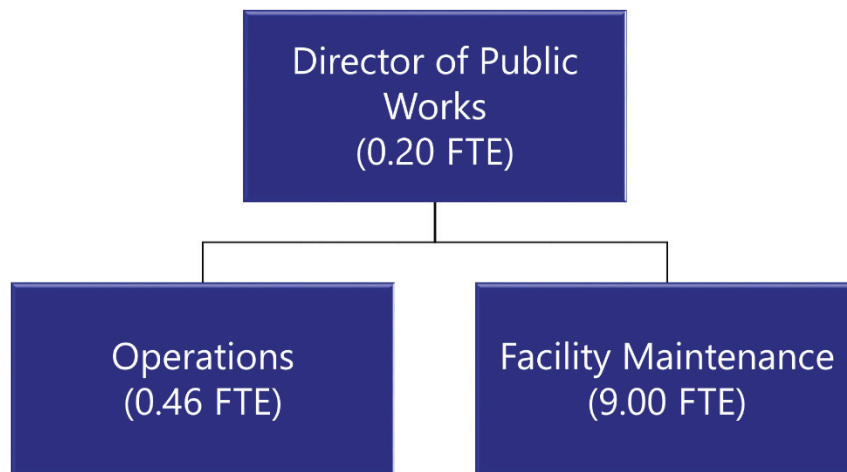 Director of Public
Works
(0.20 FTE)
Operations
(0.46 FTE)
Facility Maintenance
(9.00 FTE)